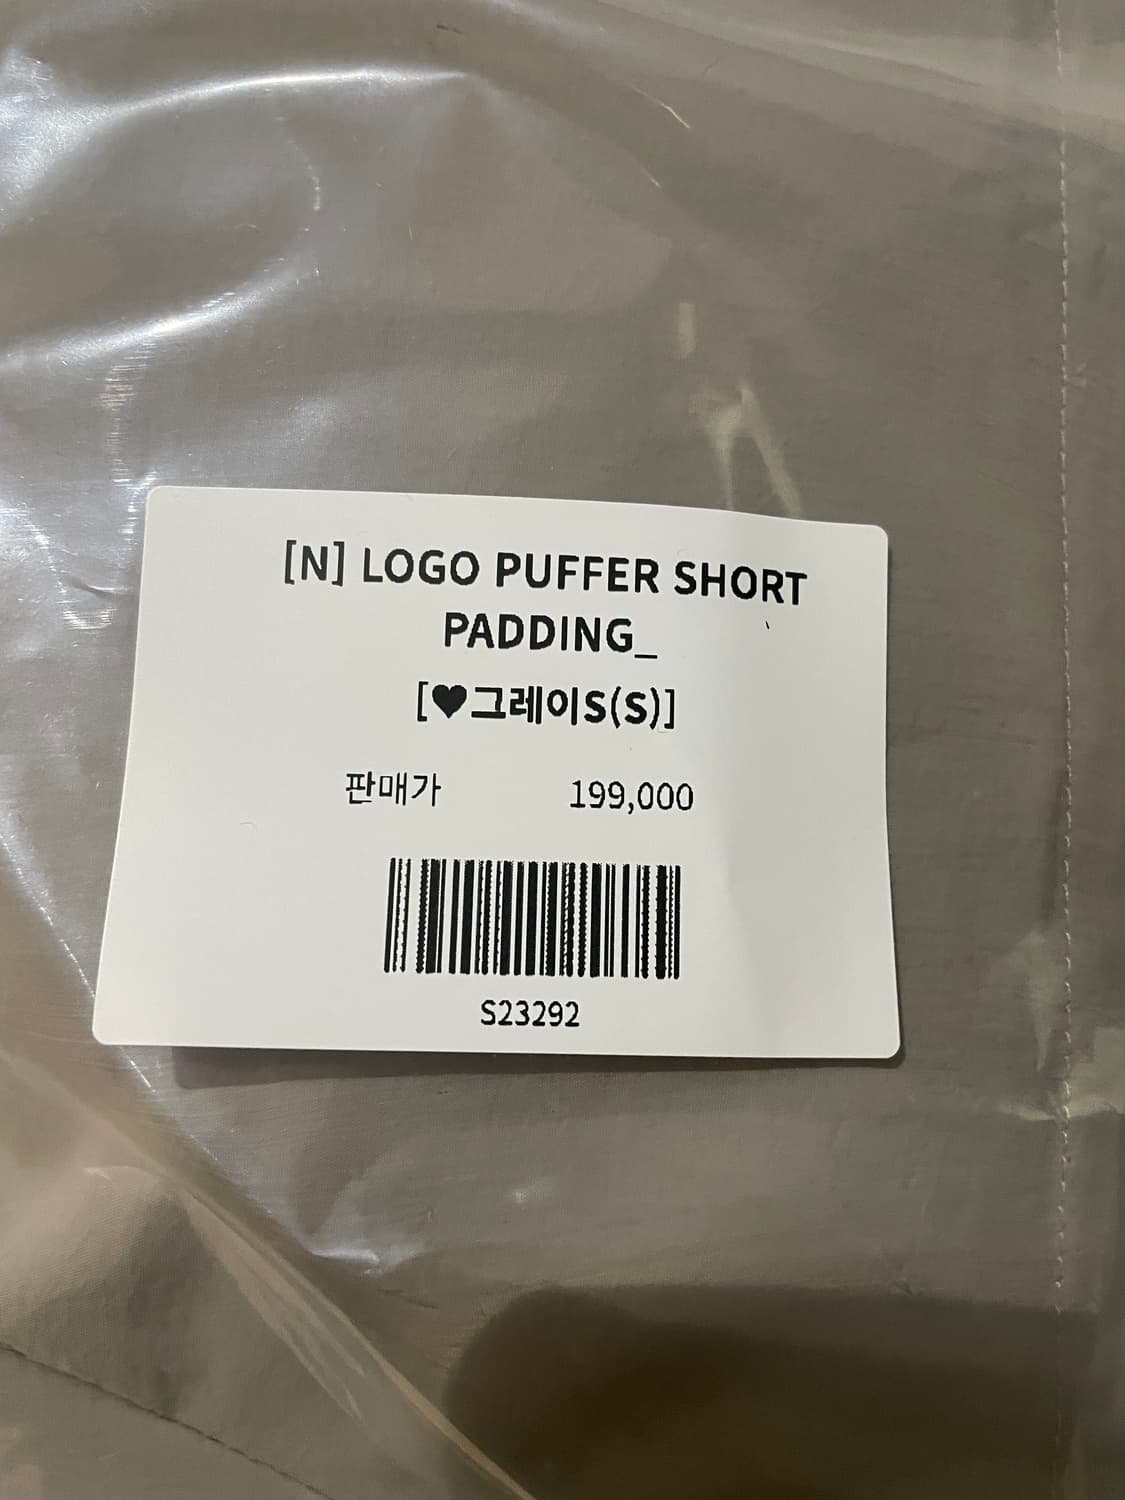 [N] LOGO PUFFER SHORT
PADDING_
[♥그레이S(S)]
판매가 199,000
S23292